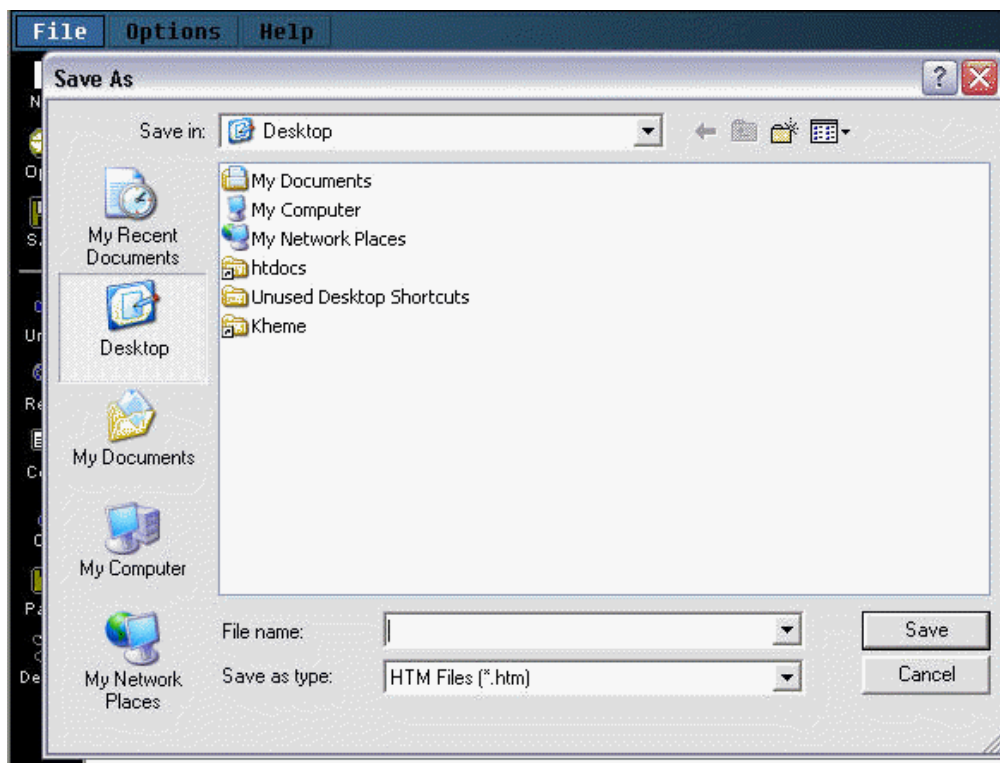 File Options Help
Save As
Save in: Desktop
My Documents
My Computer
My Network Places
htdocs
Unused Desktop Shortcuts
Kheme
My Recent
Documents
Desktop
My Documents
My Computer
My Network
Places
File name:
Save
Save as type: HTM Files (*.htm)
Cancel